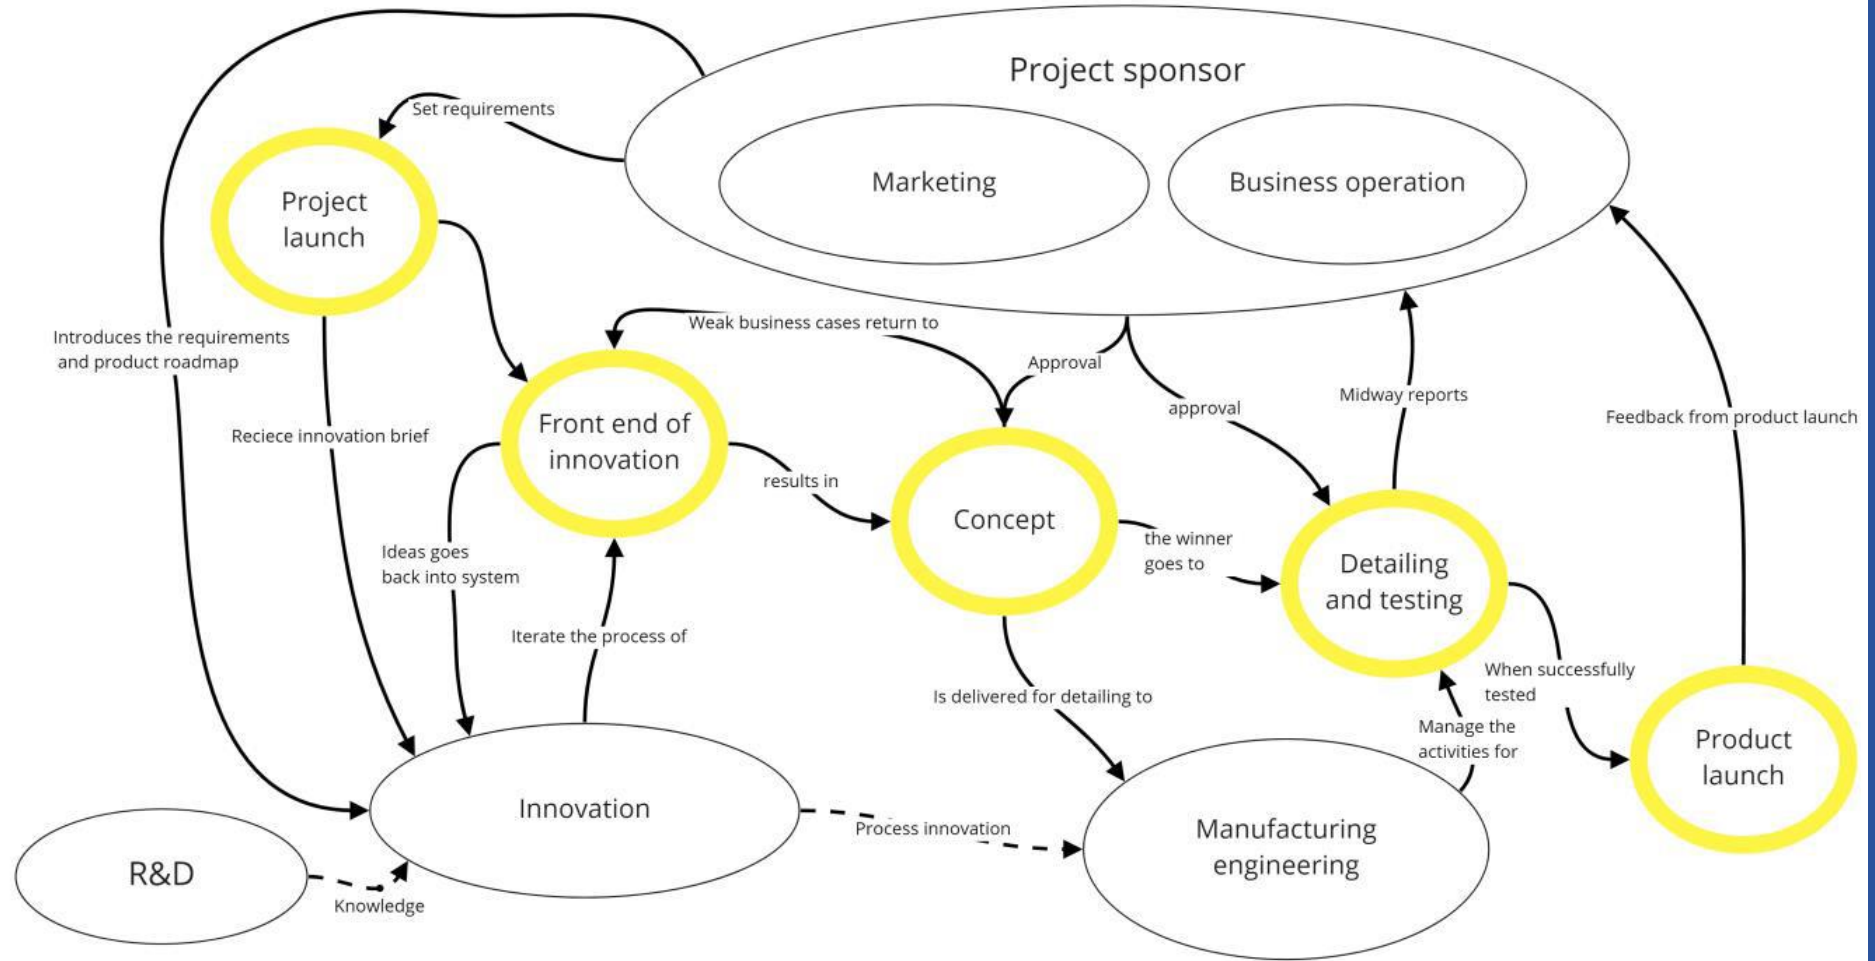 Project sponsor
Set requirements
Marketing
Business operation
Project
launch
Introduces the requirements
and product roadmap
Weak business cases return to
Approval
approval
Midway reports
Feedback from product launch
Reciece innovation brief
Front end of
innovation
results in
Concept
the winner
goes to
Detailing
and testing
Ideas goes
back into system
Iterate the process of
Is delivered for detailing to
When successfully
tested
Manage the
activities for
Product
launch
Innovation
Process innovation
Manufacturing
engineering
R&D
Knowledge